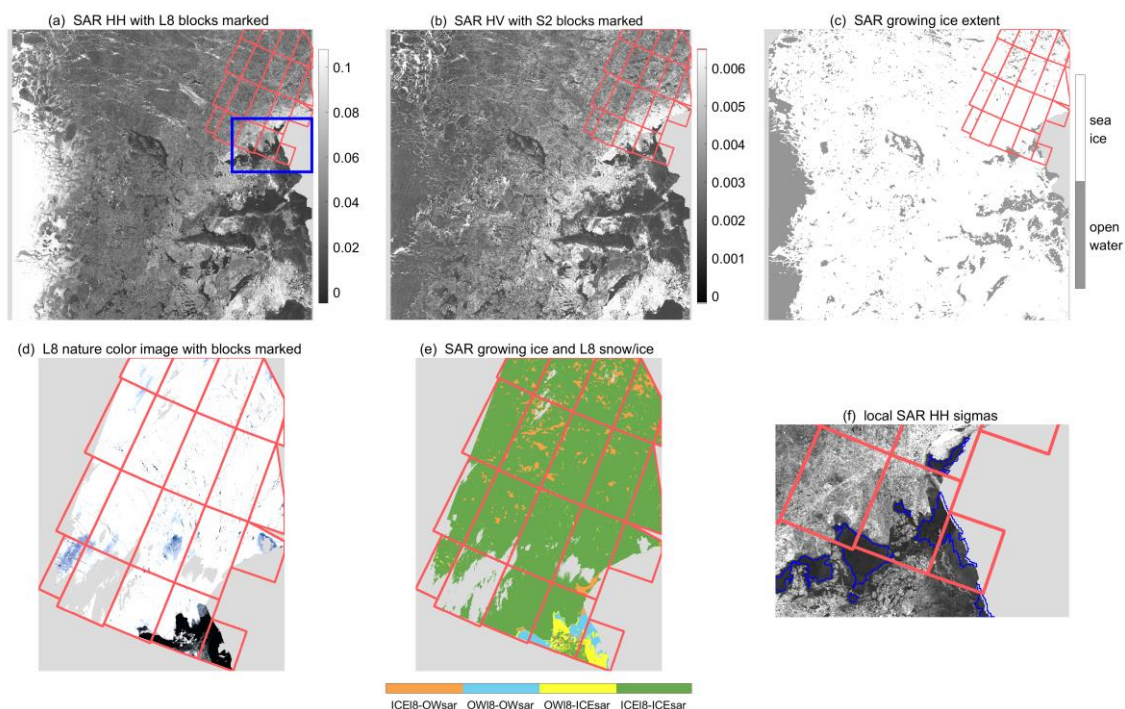 (a) SAR HH with L8 blocks marked
(b) SAR HV with S2 blocks marked
(c) SAR growing ice extent
0.1
0.08
0.06
0.04
0.02
0
0.006
0.005
0.004
0.003
0.002
0.001
sea
ice
open
water
(d) L8 nature color image with blocks marked
(e) SAR growing ice and L8 snow/ice
(f) local SAR HH sigmas
ICEl8-OWsar OWl8-OWsar OWl8-ICEsar ICEl8-ICEsar